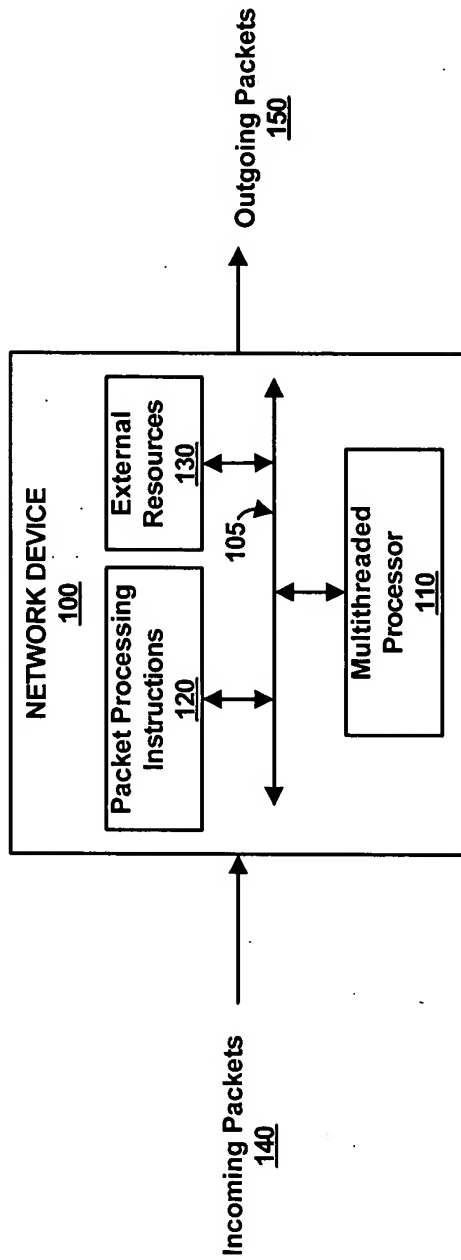 NETWORK DEVICE
100
Packet Processing
Instructions
120
External
Resources
130
105
Multithreaded
Processor
110
Incoming Packets
140
Outgoing Packets
150